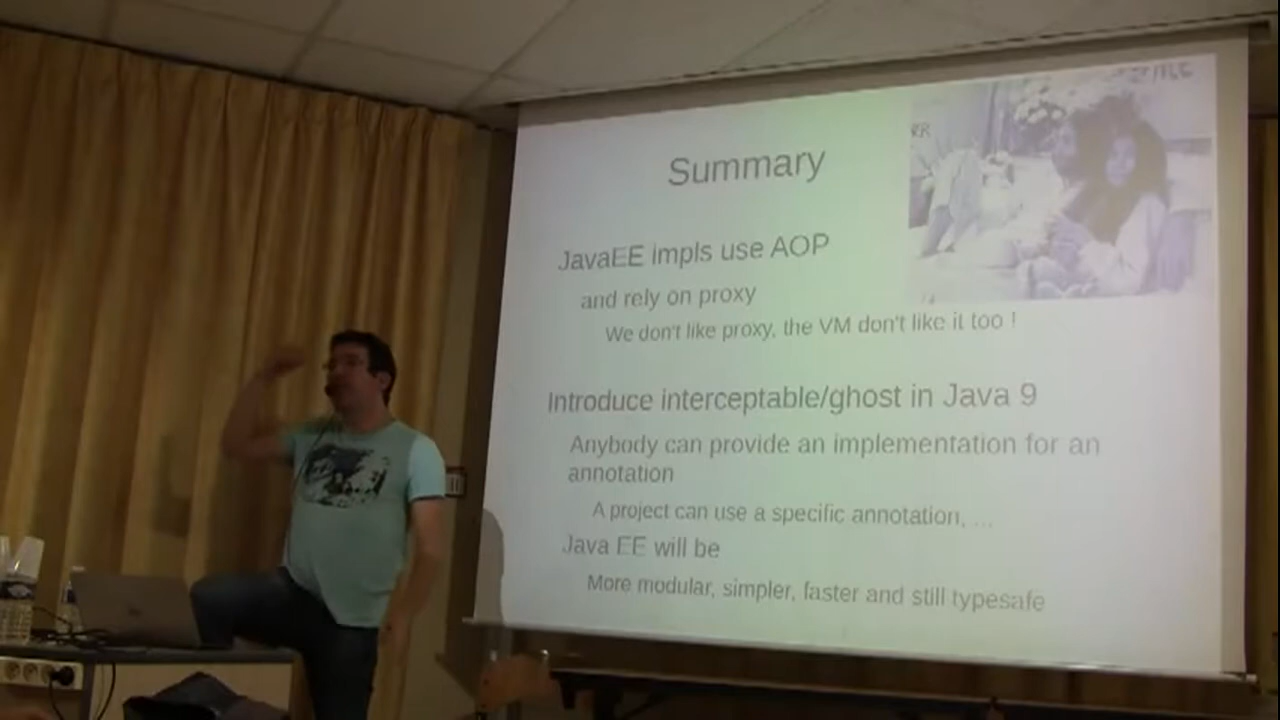 Summary
JavaEE impls use AOP
and rely on proxy
We don't like proxy, the VM don't like it too !
Introduce interceptable/ghost in Java 9
Anybody can provide an implementation for an
annotation
A project can use a specific annotation, ...
Java EE will be
More modular, simpler, faster and still typesafe